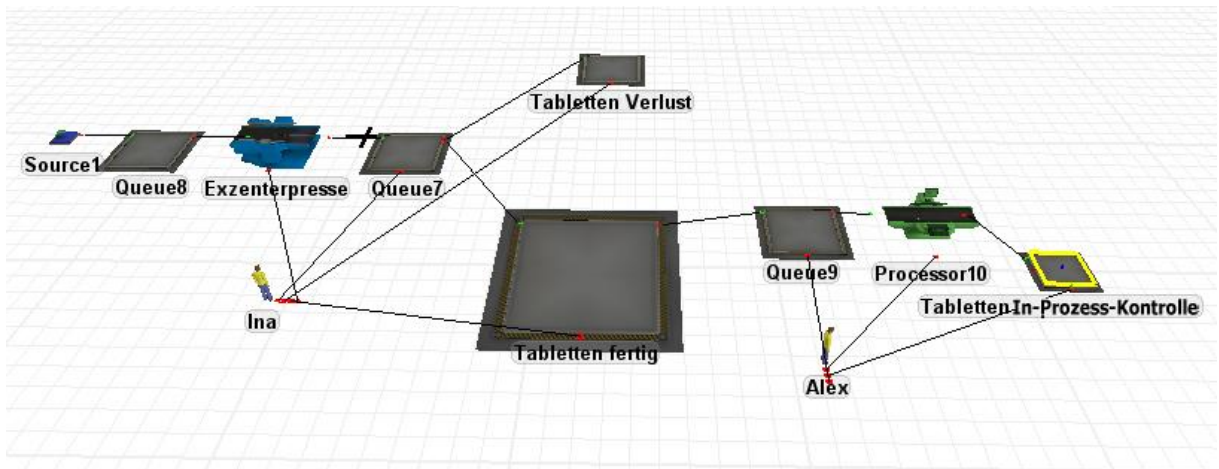 Tabletten Verlust
Source1
Queue8
Exzenterpresse
Queue7
Queue9
Processor10
Tabletten In-Prozess-Kontrolle
Ina
Tabletten fertig
Alex